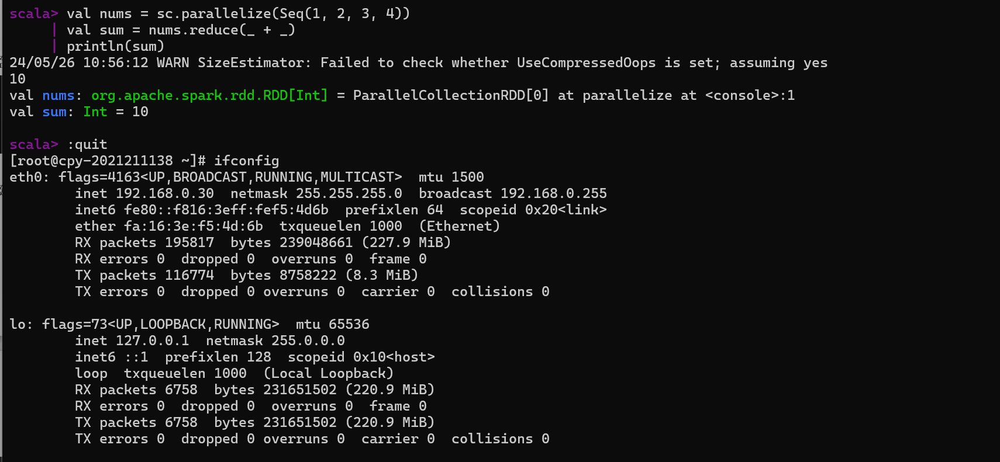 scala> val nums = sc.parallelize(Seq(1, 2, 3, 4))
     | val sum = nums.reduce(_ + _)
     | println(sum)
24/05/26 10:56:12 WARN SizeEstimator: Failed to check whether UseCompressedOops is set; assuming yes
10
val nums: org.apache.spark.rdd.RDD[Int] = ParallelCollectionRDD[0] at parallelize at <console>:1
val sum: Int = 10

scala> :quit
[root@cpy-2021211138 ~]# ifconfig
eth0: flags=4163<UP,BROADCAST,RUNNING,MULTICAST>  mtu 1500
        inet 192.168.0.30  netmask 255.255.255.0  broadcast 192.168.0.255
        inet6 fe80::f816:3eff:fef5:4d6b  prefixlen 64  scopeid 0x20<link>
        ether fa:16:3e:f5:4d:6b  txqueuelen 1000  (Ethernet)
        RX packets 195817  bytes 239048661 (227.9 MiB)
        RX errors 0  dropped 0  overruns 0  frame 0
        TX packets 116774  bytes 8758222 (8.3 MiB)
        TX errors 0  dropped 0 overruns 0  carrier 0  collisions 0

lo: flags=73<UP,LOOPBACK,RUNNING>  mtu 65536
        inet 127.0.0.1  netmask 255.0.0.0
        inet6 ::1  prefixlen 128  scopeid 0x10<host>
        loop  txqueuelen 1000  (Local Loopback)
        RX packets 6758  bytes 231651502 (220.9 MiB)
        RX errors 0  dropped 0  overruns 0  frame 0
        TX packets 6758  bytes 231651502 (220.9 MiB)
        TX errors 0  dropped 0 overruns 0  carrier 0  collisions 0